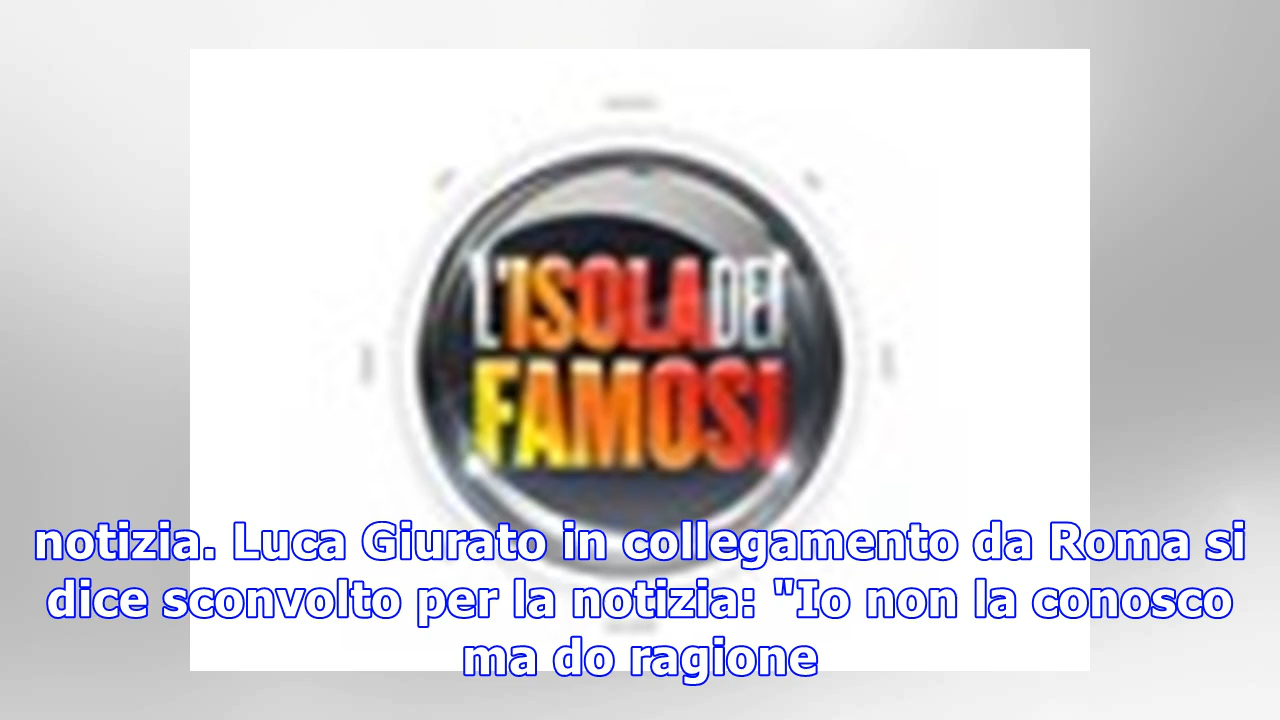 L'ISOLA DEI
FAMOSI
notizia. Luca Giurato in collegamento da Roma si
dice sconvolto per la notizia: "Io non la conosco
ma do ragione